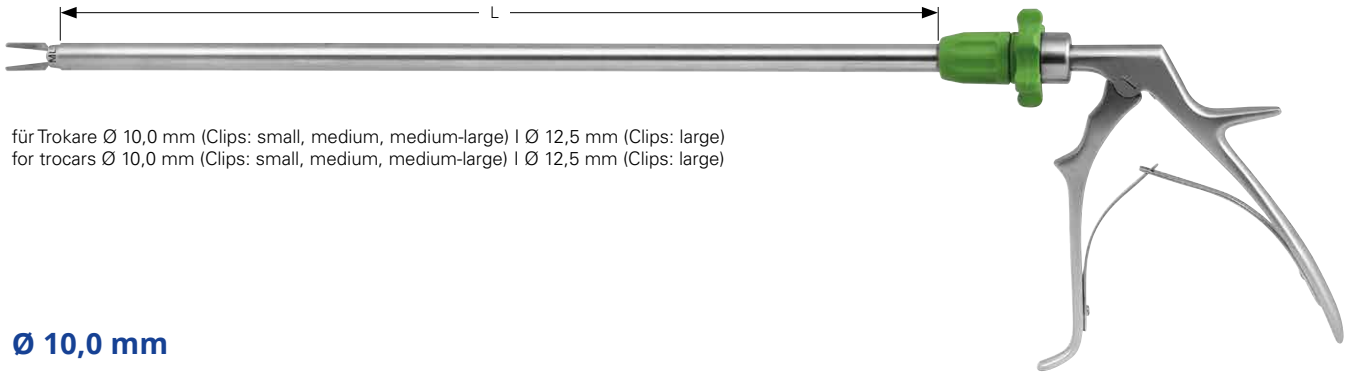 L
für Trokare Ø 10,0 mm (Clips: small, medium, medium-large) I Ø 12,5 mm (Clips: large)
for trocars Ø 10,0 mm (Clips: small, medium, medium-large) I Ø 12,5 mm (Clips: large)
Ø 10,0 mm